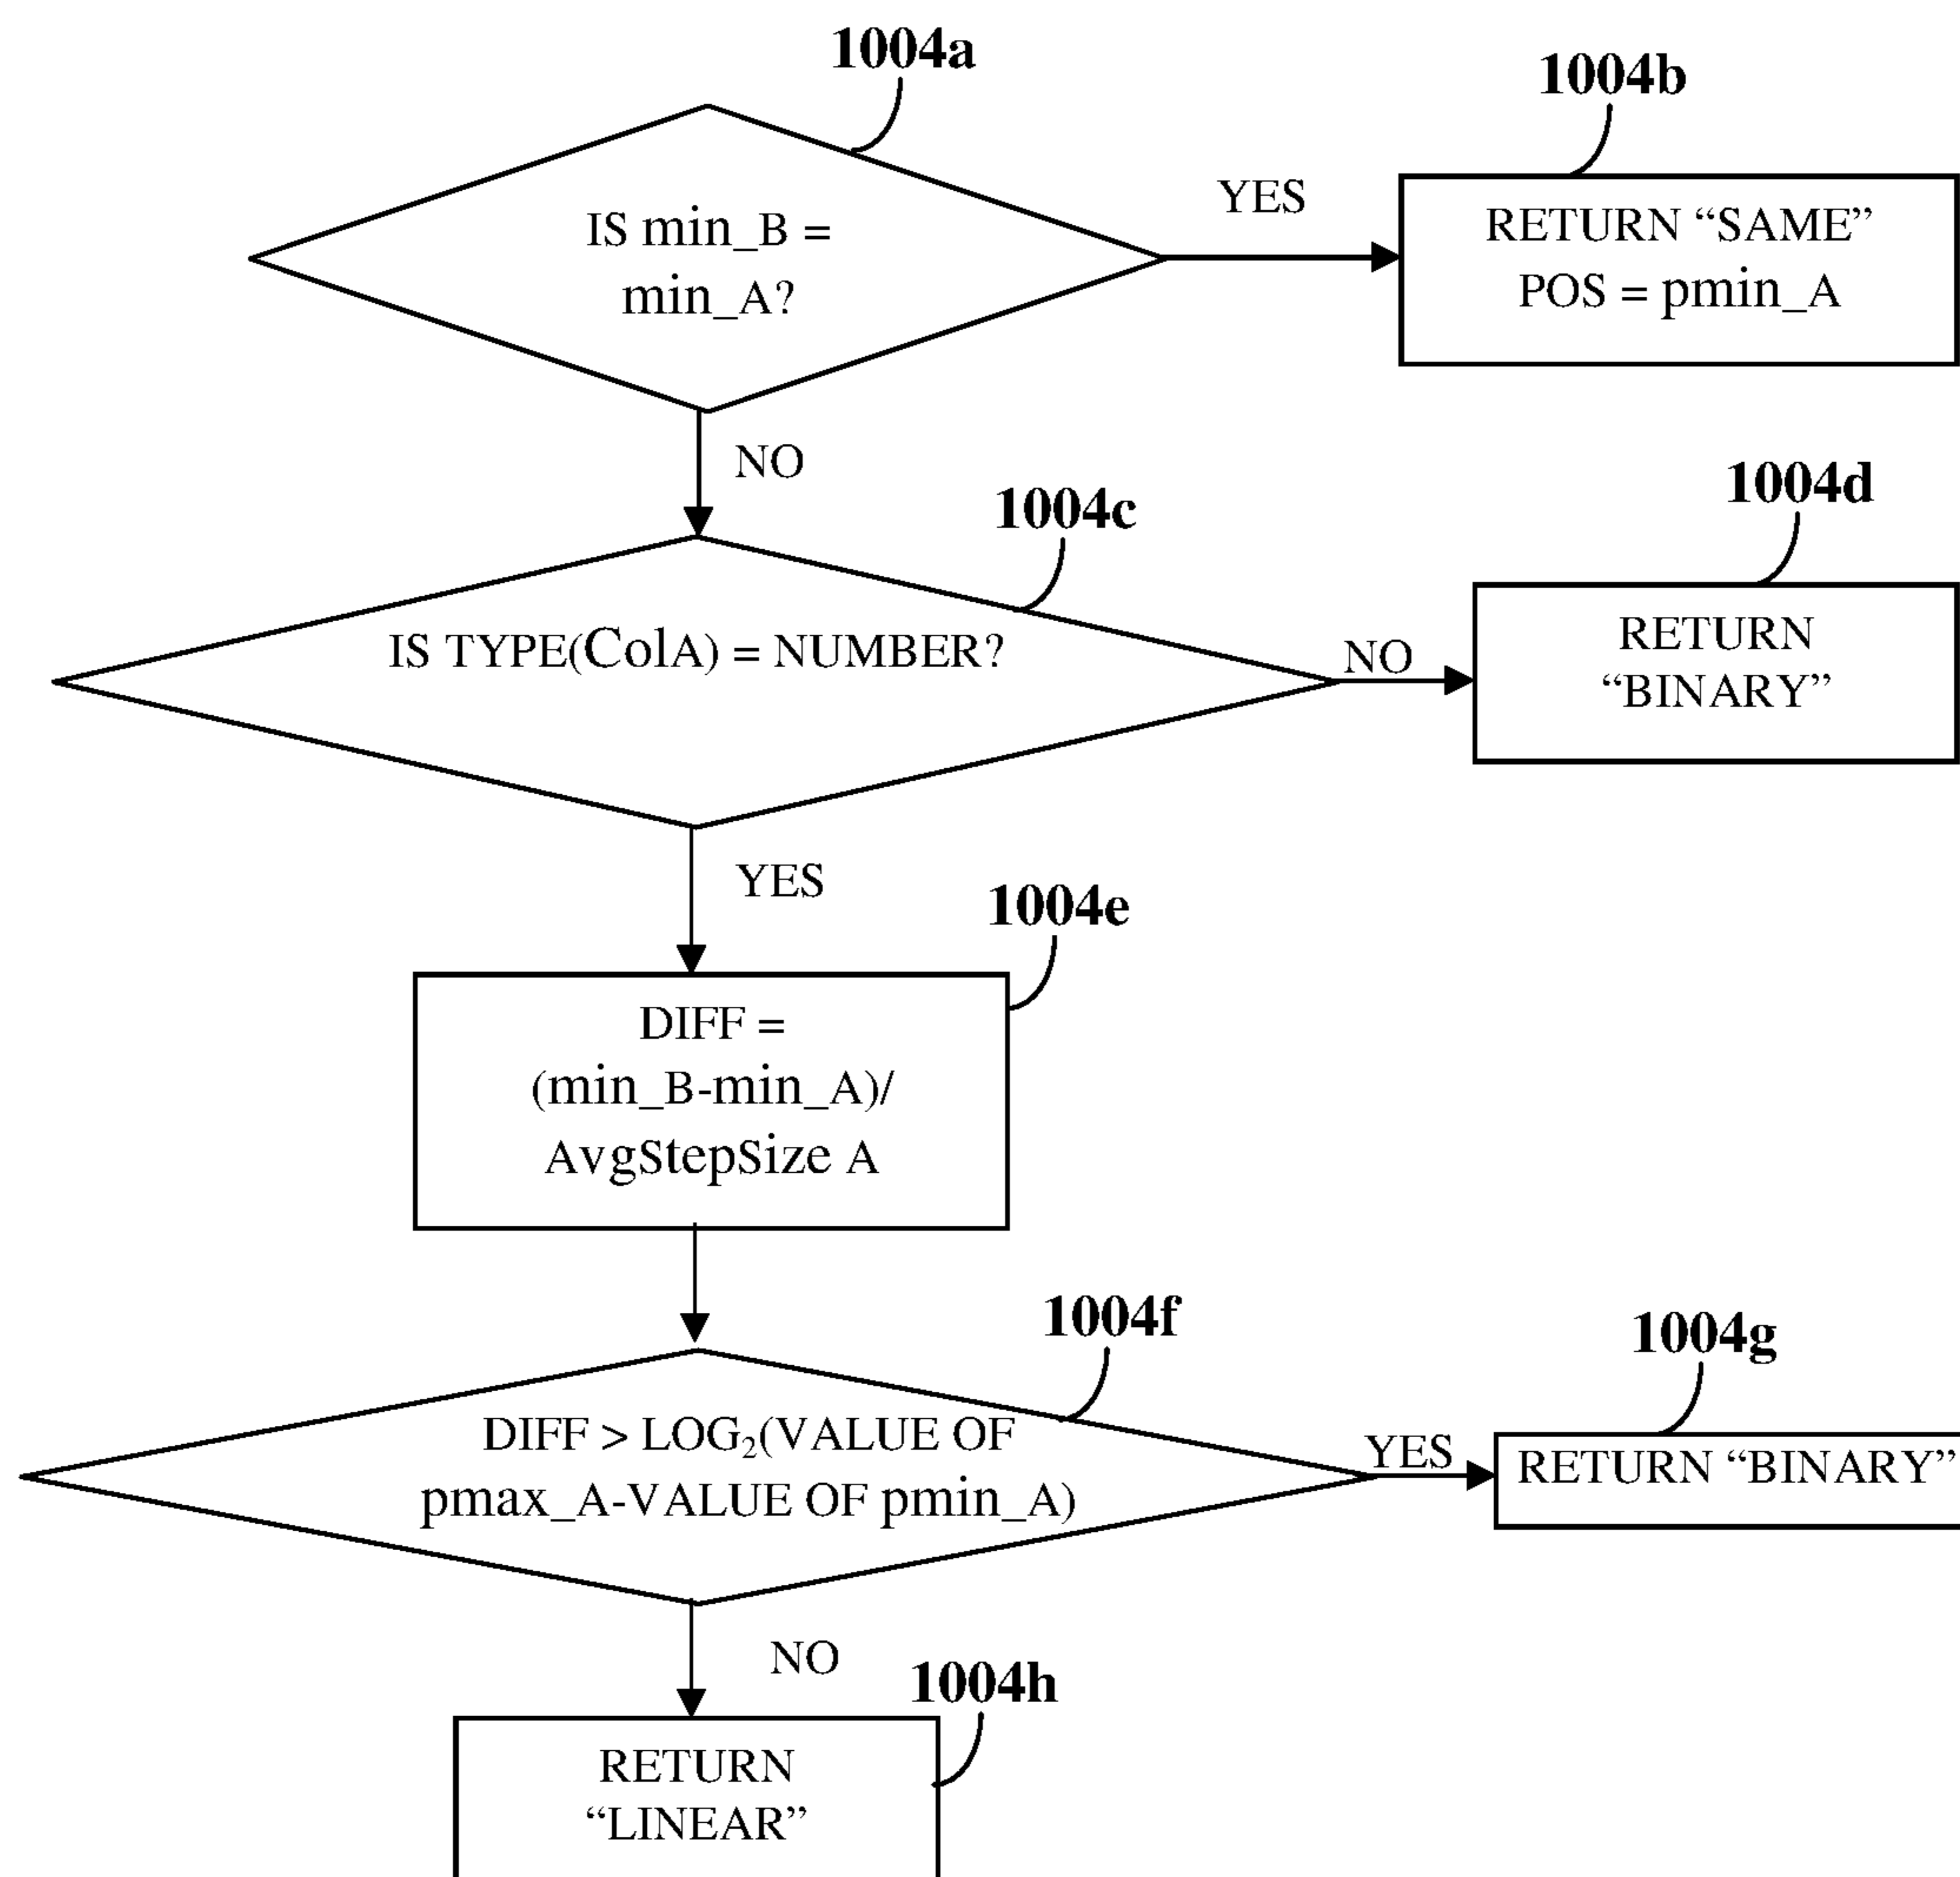 1004a
1004b
IS min_B =
min_A?
YES
RETURN “SAME”
POS = pmin_A
NO
1004c
1004d
IS TYPE(ColA) = NUMBER?
NO
RETURN
“BINARY”
YES
1004e
DIFF =
(min_B-min_A)/
AvgStepSize A
1004f
1004g
DIFF > LOG₂(VALUE OF
pmax_A-VALUE OF pmin_A)
YES
RETURN “BINARY”
NO
1004h
RETURN
“LINEAR”